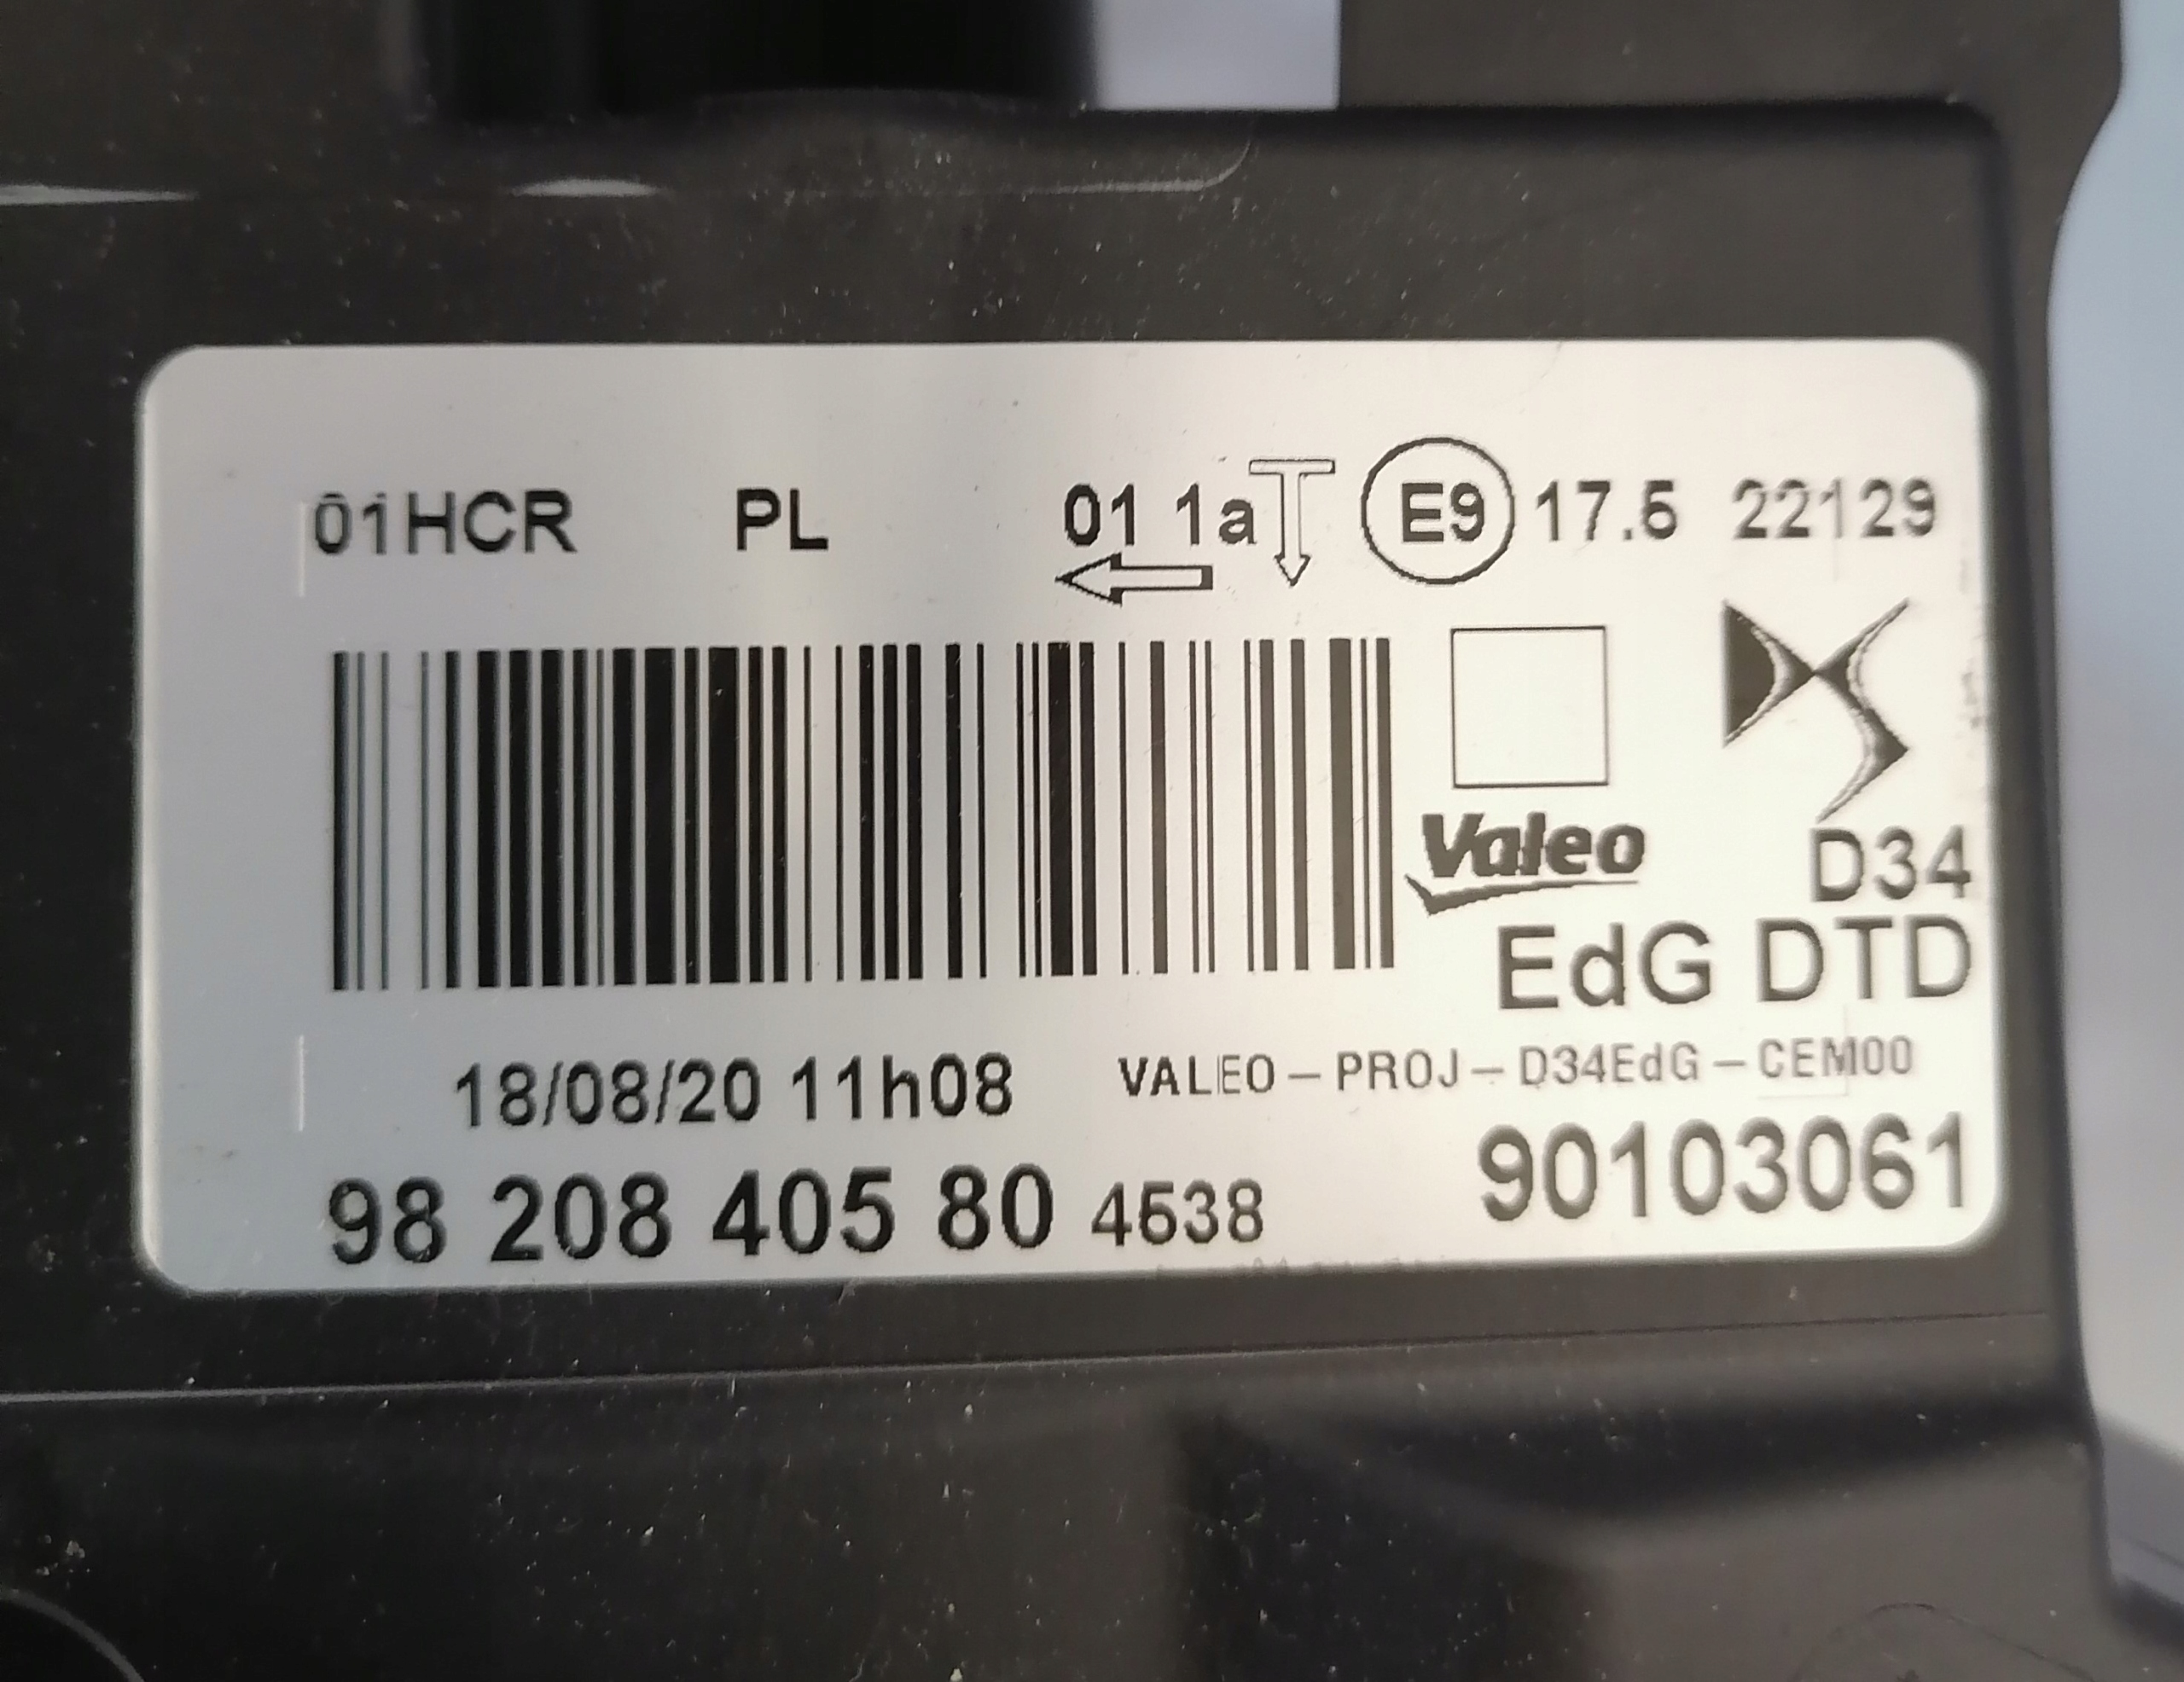 01HCR PL 01 1a E9 17.5 22129
Valeo
D34
EdG DTD
18/08/20 11h08 VALEO-PROJ-D34EdG-CEM00
98 208 405 80 4538 90103061